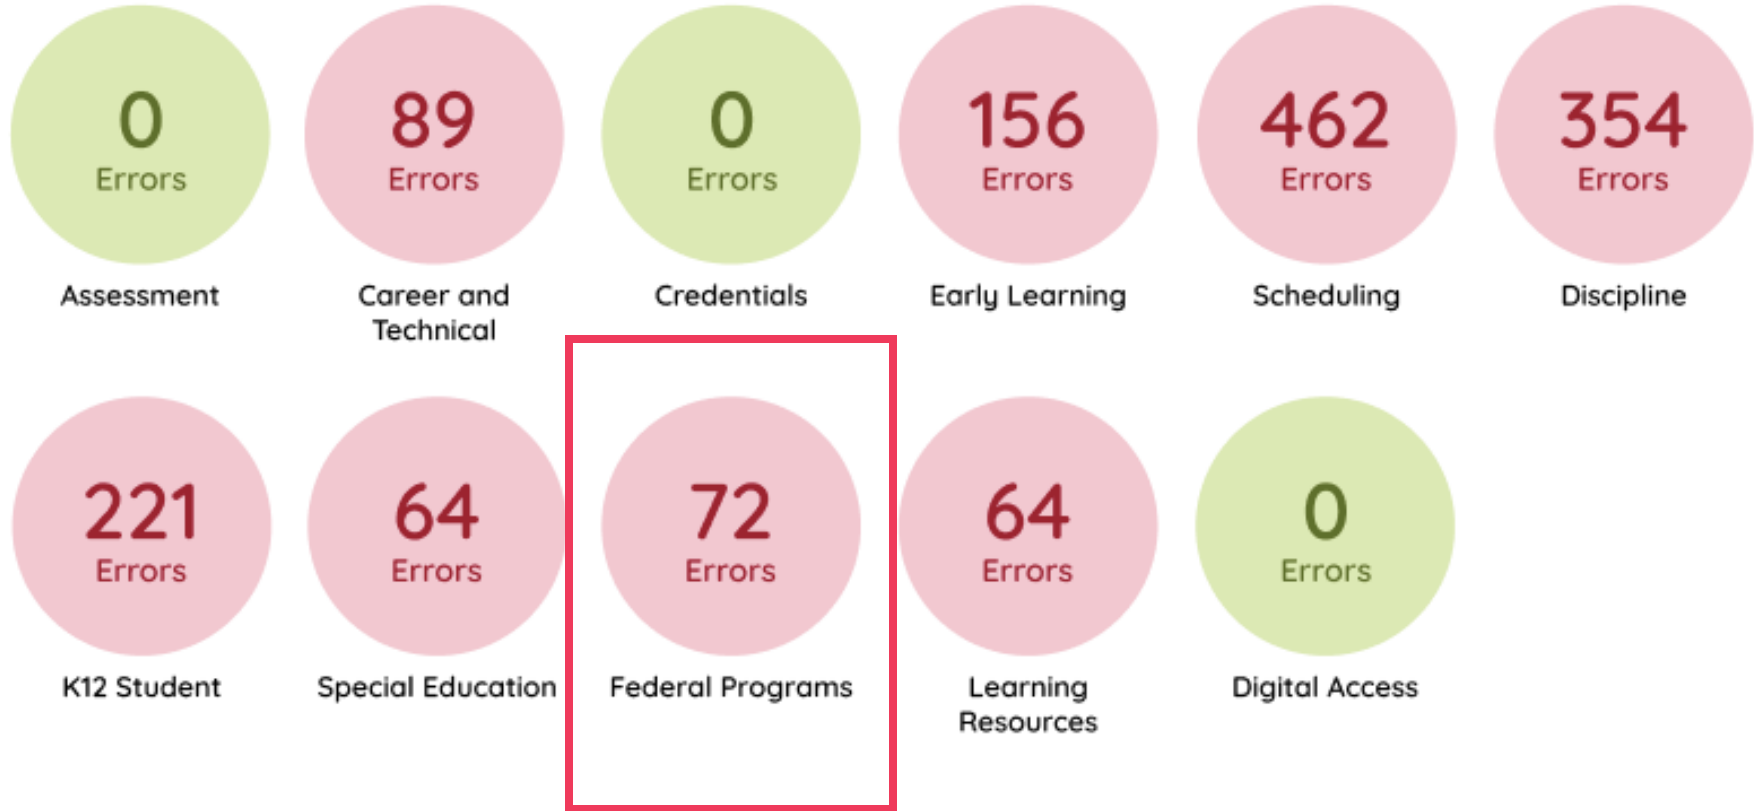 0
Errors
Assessment
89
Errors
Career and
Technical
0
Errors
Credentials
156
Errors
Early Learning
462
Errors
Scheduling
354
Errors
Discipline
221
Errors
K12 Student
64
Errors
Special Education
72
Errors
Federal Programs
64
Errors
Learning
Resources
0
Errors
Digital Access